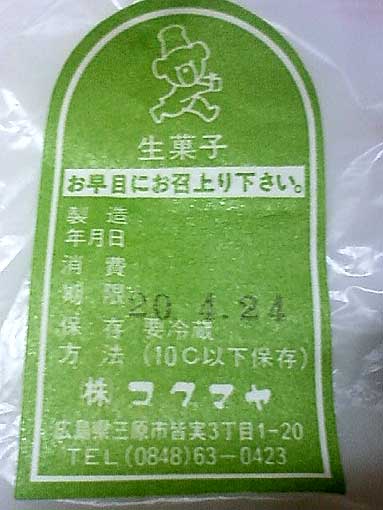 生菓子
お早目にお召上り下さい。
製造
年月日
消費
期限 20 4.24
保存 要冷蔵
方法 (10C以下保存)
株 コグマヤ
広島県三原市皆実3丁目1-20
TEL (0848)63-0423